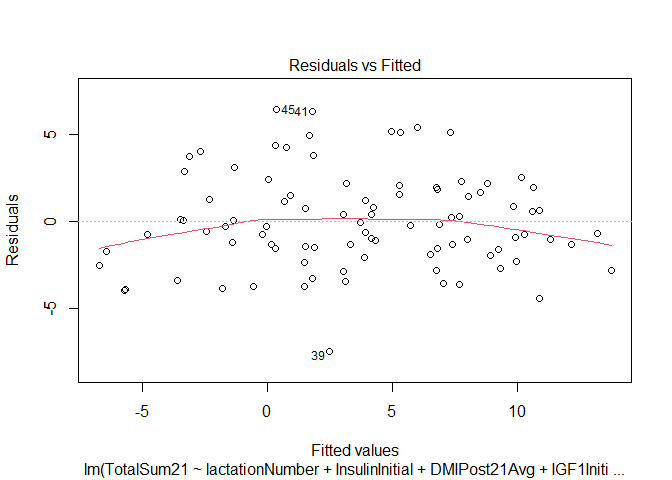 Residuals vs Fitted
Residuals
5
0
-5
45
41
39
-5
0
5
10
Fitted values
lm(TotalSum21 ~ lactationNumber + InsulinInitial + DMIPost21Avg + IGF1Initi ...